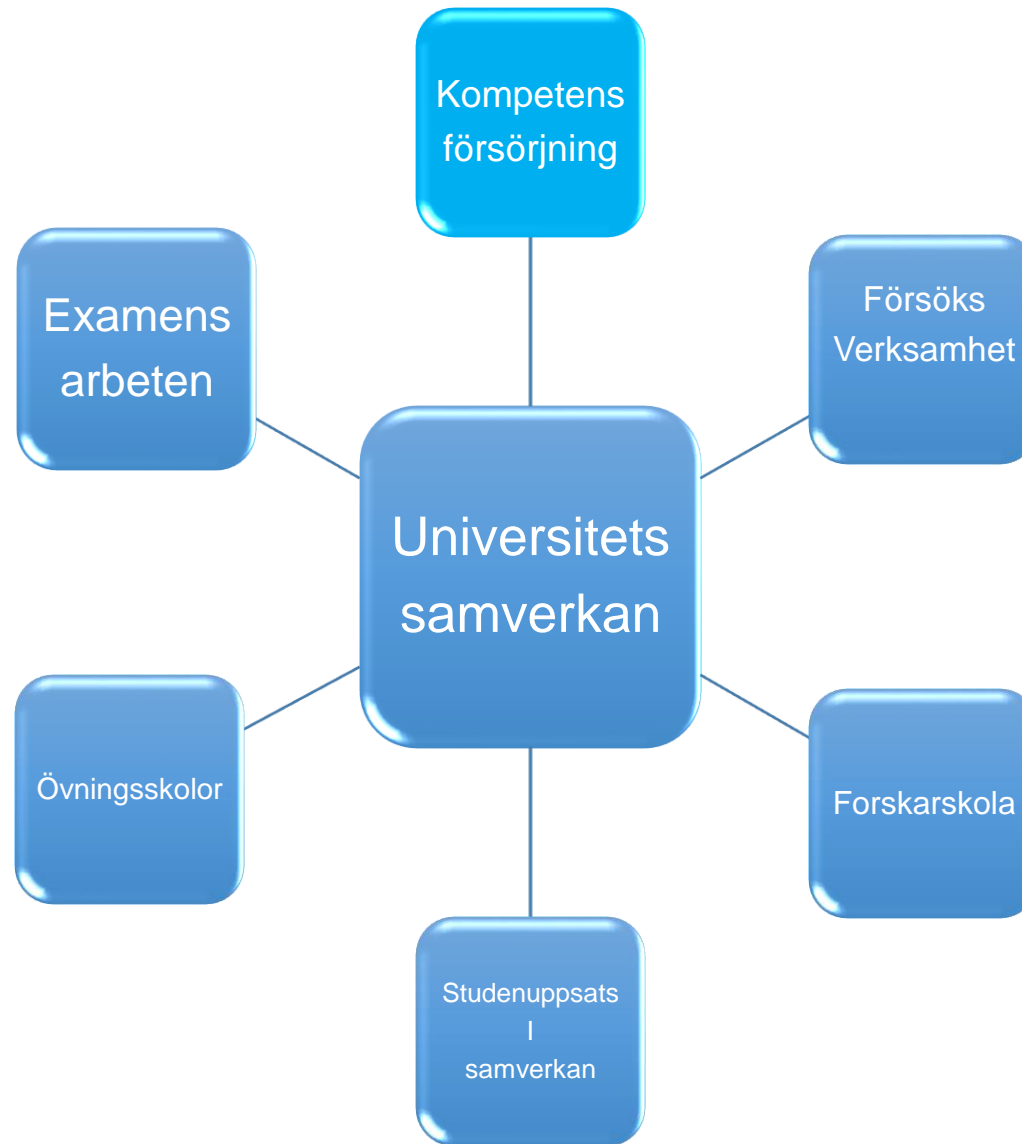 Kompetens
försörjning
Examens
arbeten
Försöks
Verksamhet
Universitets
samverkan
Övningsskolor
Forskarskola
Studenuppsats
I
samverkan